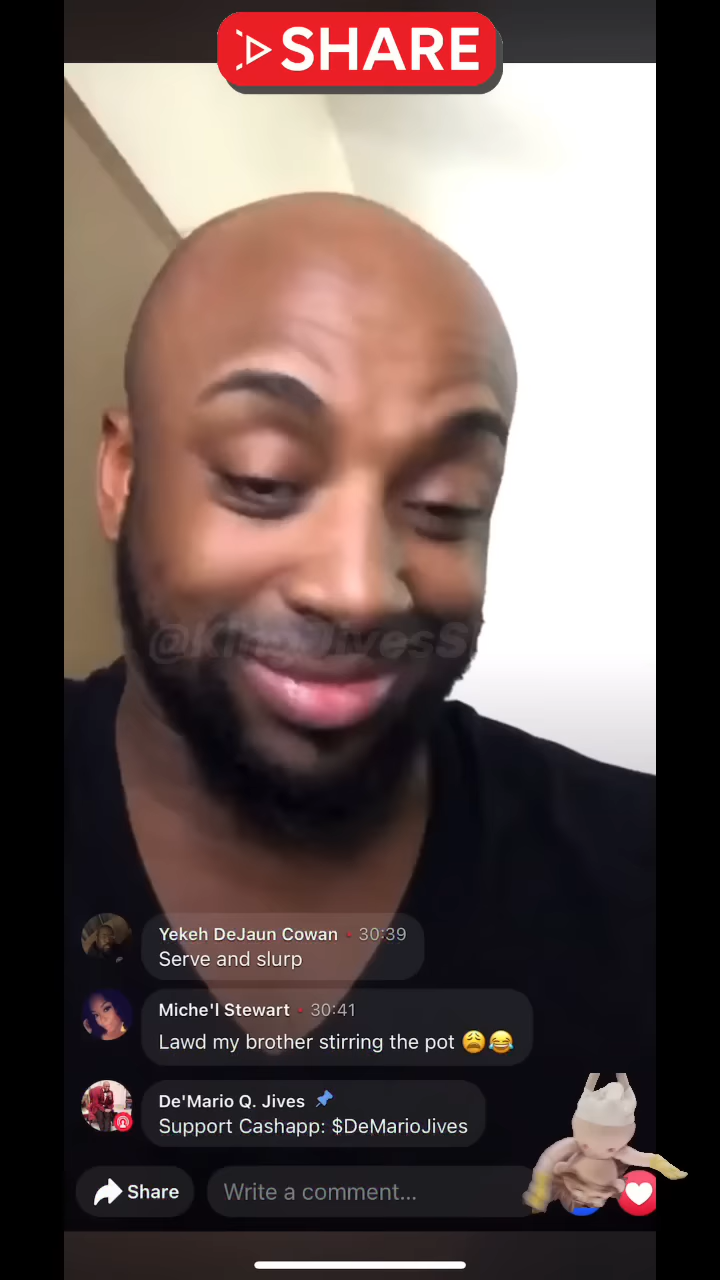 SHARE
Yekeh DeJaun Cowan • 30:39
Serve and slurp
Miche'l Stewart • 30:41
Lawd my brother stirring the pot 😩😂
De'Mario Q. Jives 📌
Support Cashapp: $DeMarioJives
Share
Write a comment...